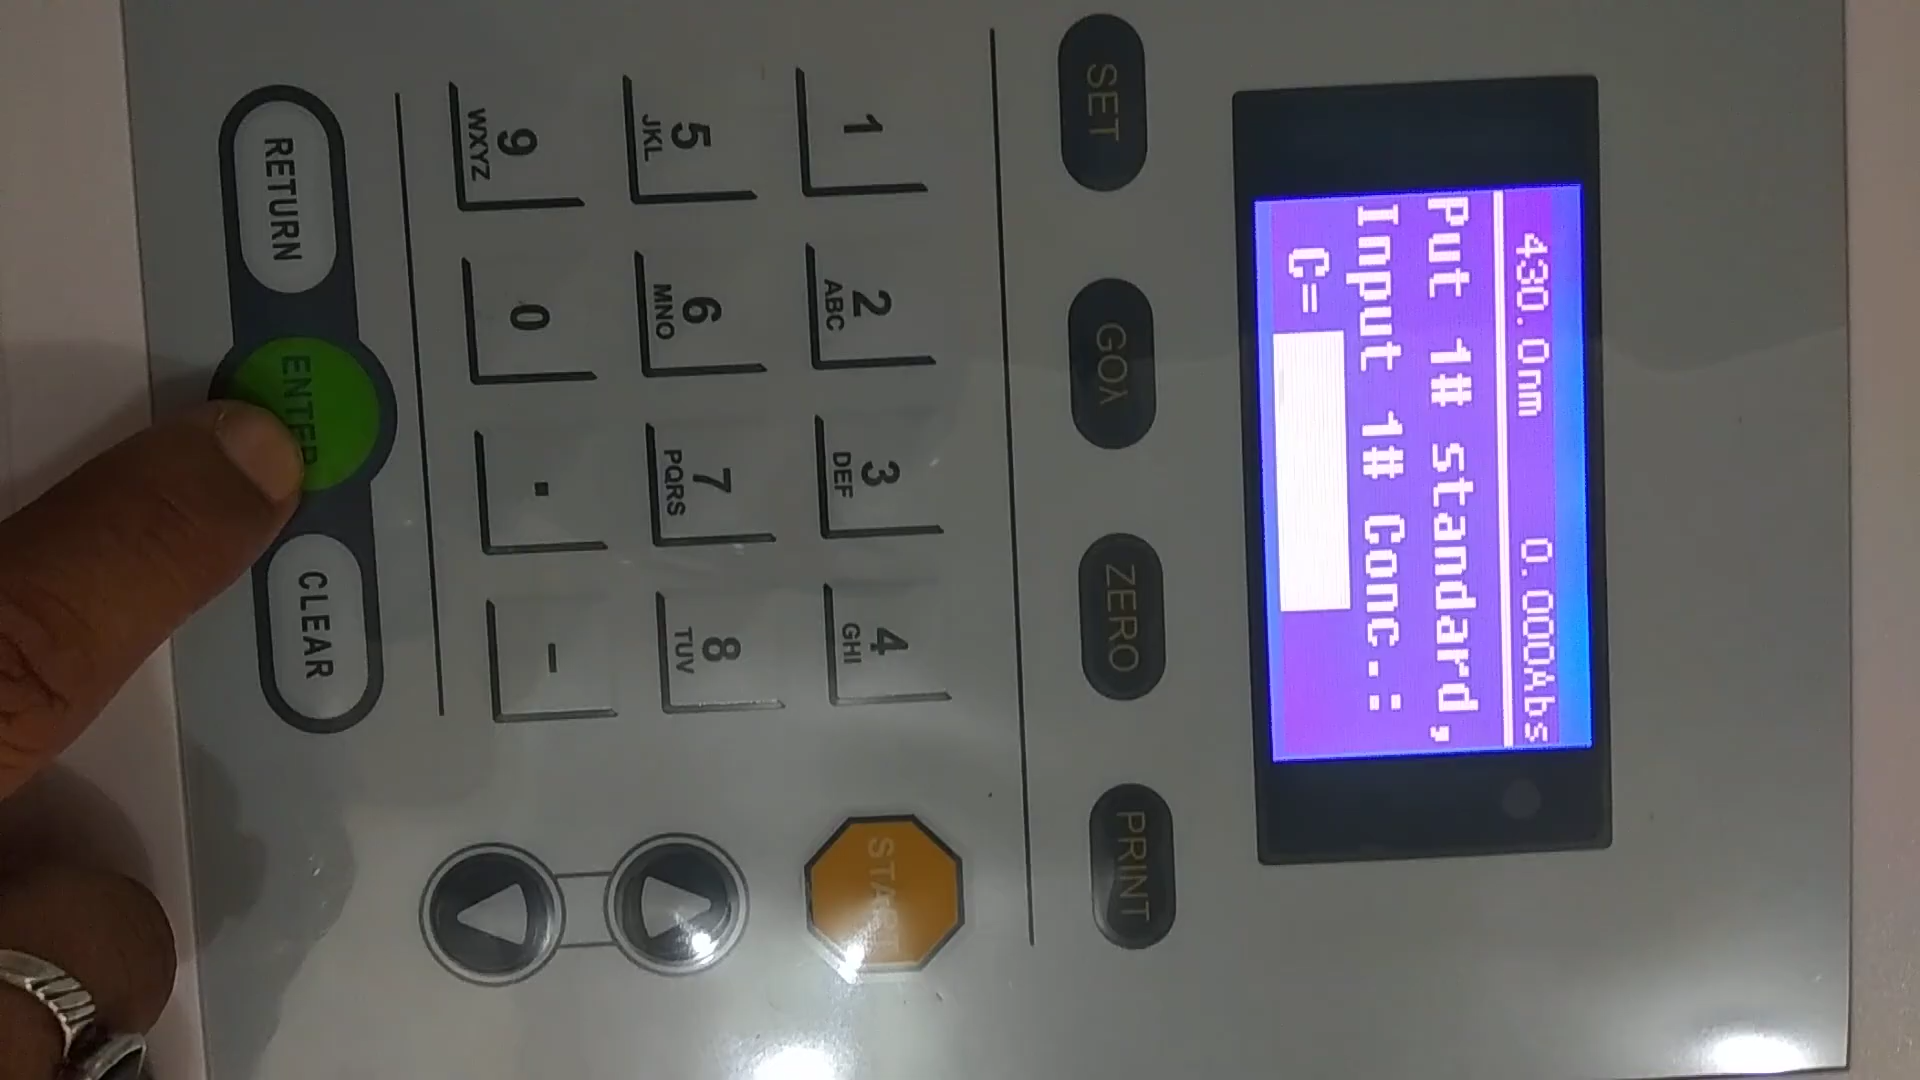 430.0nm 0.000Abs
Put 1# standard,
Input 1# Conc.:
C=
SET GOλ ZERO PRINT
1 2 ABC 3 DEF 4 GHI
START
5 JKL 6 MNO 7 PQRS 8 TUV
9 WXYZ 0 . –
RETURN ENTER CLEAR